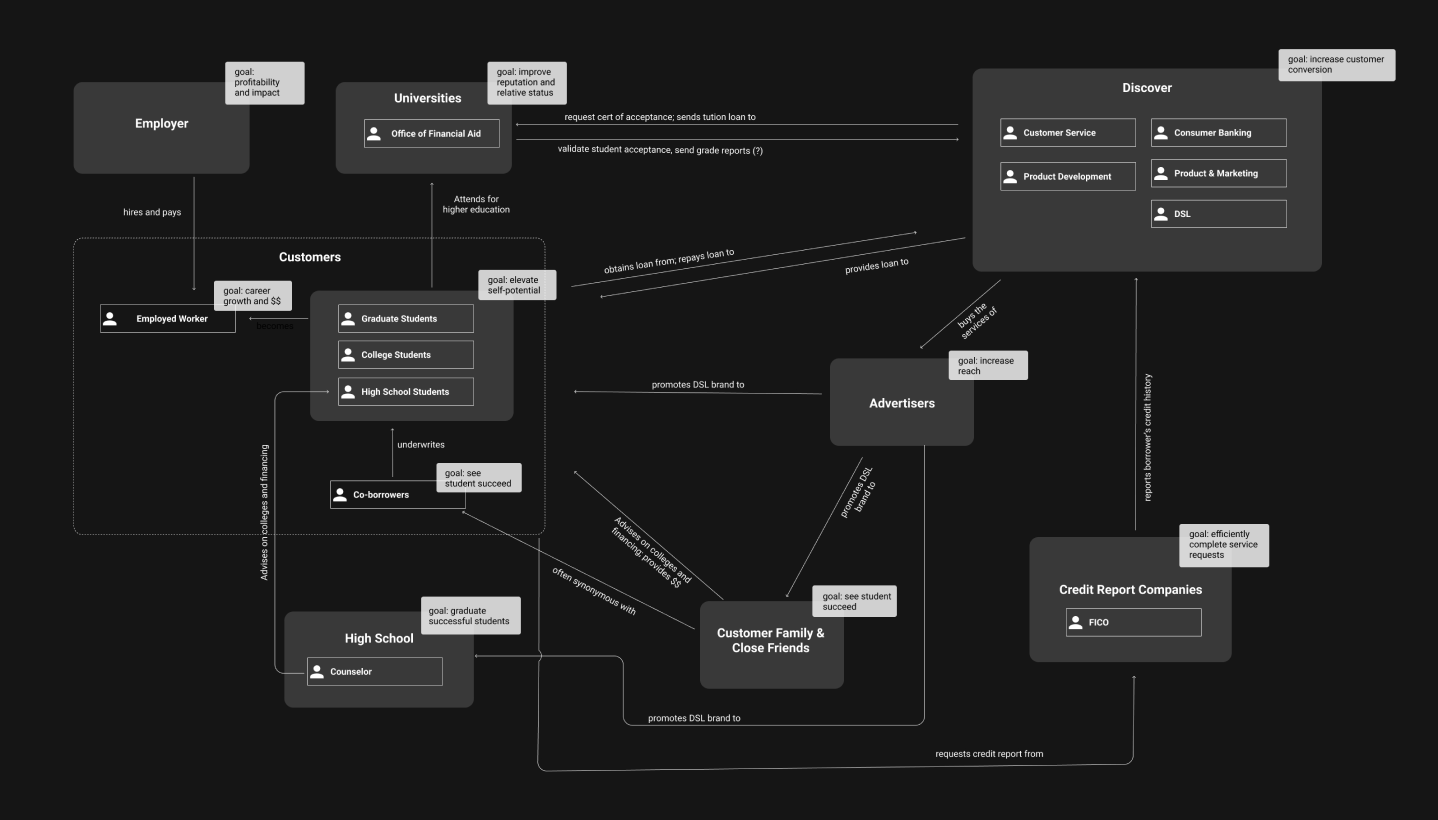 goal: increase customer
conversion
goal:
profitability
and impact
goal: improve
reputation and
relative status
Employer
Universities
Office of Financial Aid
Discover
Customer Service
Consumer Banking
Product Development
Product & Marketing
DSL
request cert of acceptance; sends tution loan to
validate student acceptance, send grade reports (?)
hires and pays
Attends for
higher education
Customers
goal: career
growth and $$
Employed Worker
becomes
goal: elevate
self-potential
Graduate Students
College Students
High School Students
obtains loan from; repays loan to
provides loan to
buys the
services of
goal: increase
reach
Advertisers
promotes DSL brand to
underwrites
goal: see
student succeed
Co-borrowers
Advises on colleges and financing
Advises on colleges and
financing; provides $$
often synonymous with
promotes DSL
brand to
reports borrower's credit history
goal: efficiently
complete service
requests
Credit Report Companies
FICO
goal: see student
succeed
Customer Family &
Close Friends
goal: graduate
successful students
High School
Counselor
promotes DSL brand to
requests credit report from